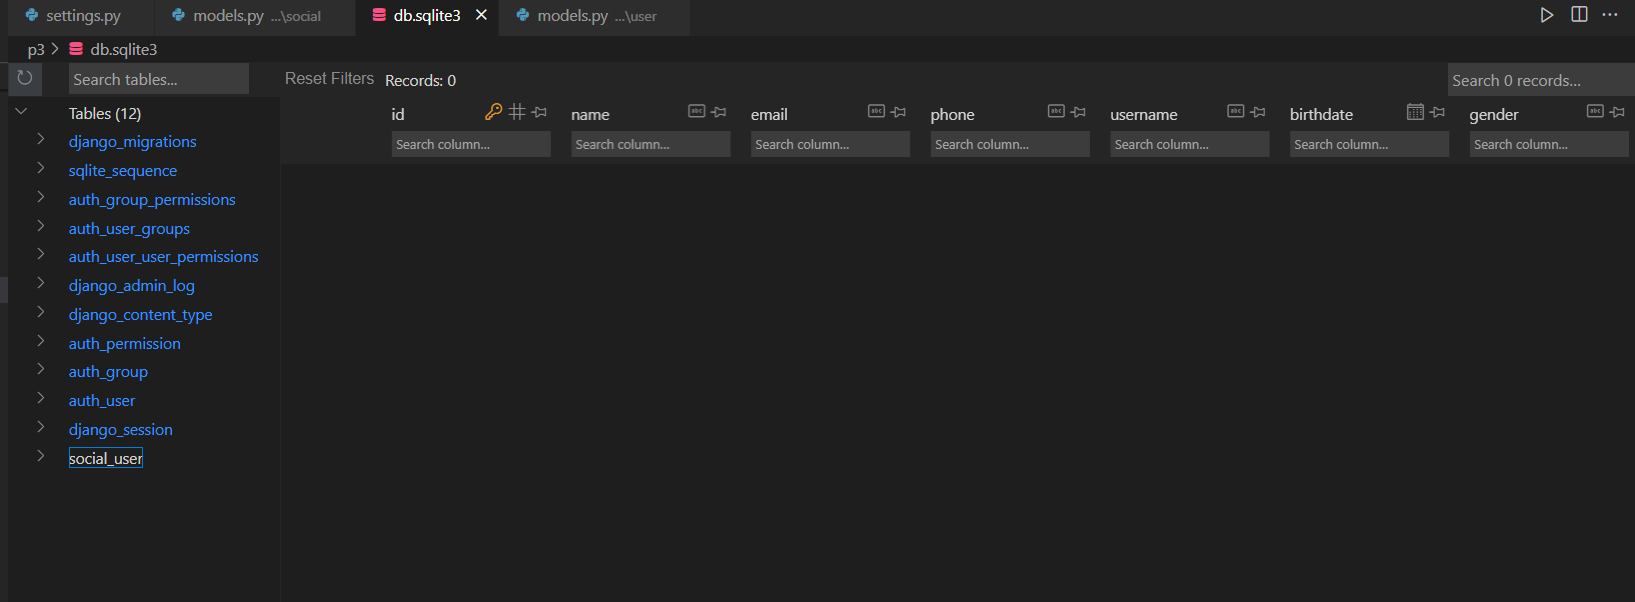 settings.py
models.py ...\social
db.sqlite3
models.py ...\user
p3 > db.sqlite3
Search tables...
Reset Filters
Records: 0
Search 0 records...
Tables (12)
django_migrations
sqlite_sequence
auth_group_permissions
auth_user_groups
auth_user_user_permissions
django_admin_log
django_content_type
auth_permission
auth_group
auth_user
django_session
social_user
id
name
email
phone
username
birthdate
gender
Search column...
Search column...
Search column...
Search column...
Search column...
Search column...
Search column...